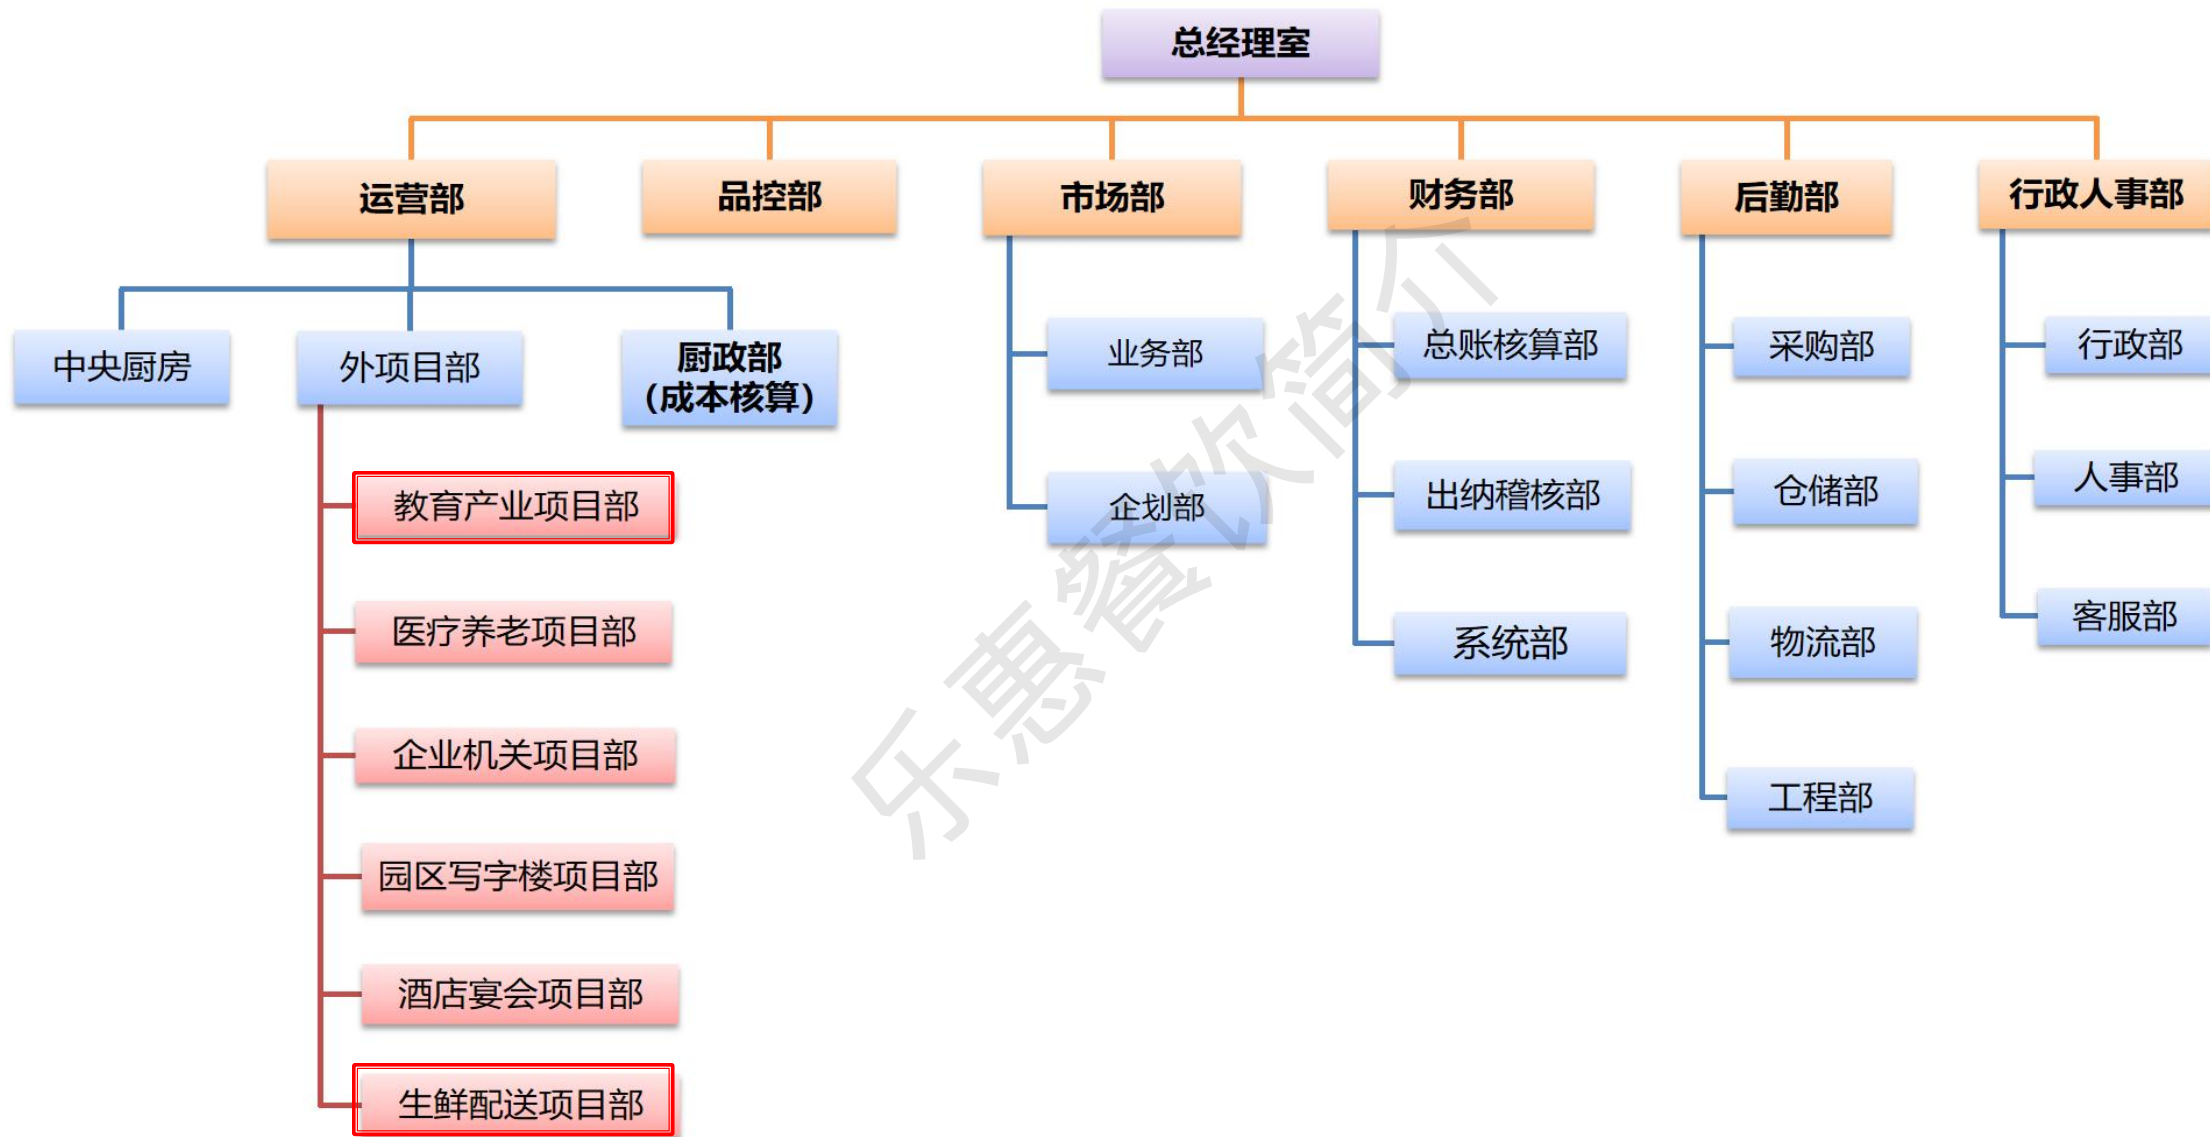 总经理室
运营部
品控部
市场部
财务部
后勤部
行政人事部
中央厨房
外项目部
厨政部
（成本核算）
业务部
总账核算部
采购部
行政部
教育产业项目部
企划部
出纳稽核部
仓储部
人事部
医疗养老项目部
系统部
物流部
客服部
企业机关项目部
工程部
园区写字楼项目部
酒店宴会项目部
生鲜配送项目部
乐惠餐饮简介